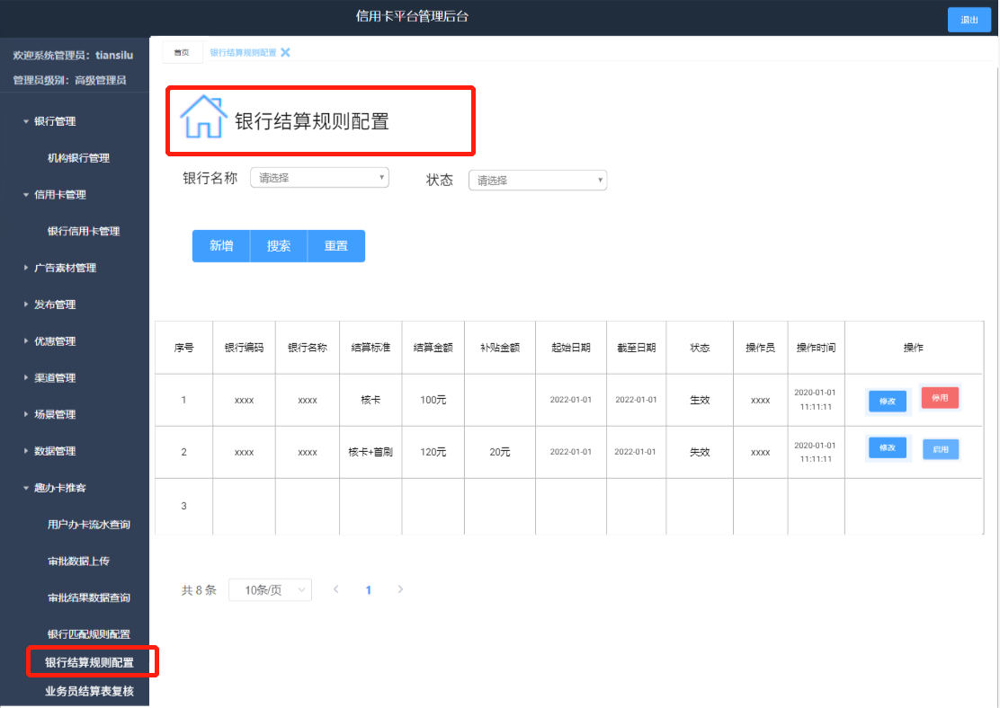 信用卡平台管理后台
退出
欢迎系统管理员：tiansilu
管理员级别：高级管理员
银行管理
机构银行管理
信用卡管理
银行信用卡管理
广告素材管理
发布管理
优惠管理
渠道管理
场景管理
数据管理
趣办卡推客
用户办卡流水查询
审批数据上传
审批结果数据查询
银行匹配规则配置
银行结算规则配置
业务员结算表复核
首页 银行结算规则配置
银行结算规则配置
银行名称 请选择 状态 请选择
新增 搜索 重置
序号 银行编码 银行名称 结算标准 结算金额 补贴金额 起始日期 截至日期 状态 操作员 操作时间 操作
1 xxxx xxxx 核卡 100元 2022-01-01 2022-01-01 生效 xxxx 2020-01-01 11:11:11 修改 停用
2 xxxx xxxx 核卡+首刷 120元 20元 2022-01-01 2022-01-01 失效 xxxx 2020-01-01 11:11:11 修改 启用
3
共 8 条 10条/页 1